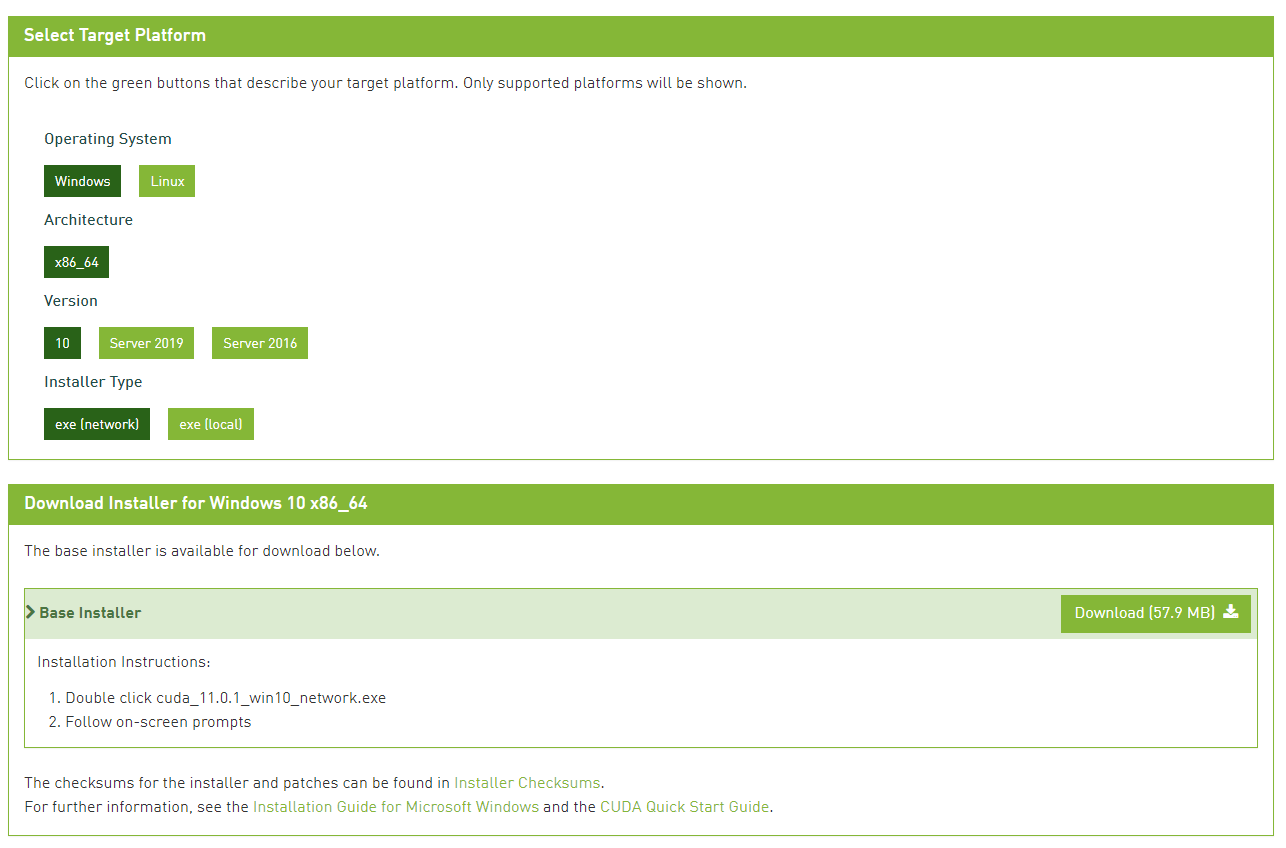 Select Target Platform
Click on the green buttons that describe your target platform. Only supported platforms will be shown.
Operating System
Windows Linux
Architecture
x86_64
Version
10 Server 2019 Server 2016
Installer Type
exe (network) exe (local)
Download Installer for Windows 10 x86_64
The base installer is available for download below.
Base Installer Download (57.9 MB)
Installation Instructions:
1. Double click cuda_11.0.1_win10_network.exe
2. Follow on-screen prompts
The checksums for the installer and patches can be found in Installer Checksums.
For further information, see the Installation Guide for Microsoft Windows and the CUDA Quick Start Guide.